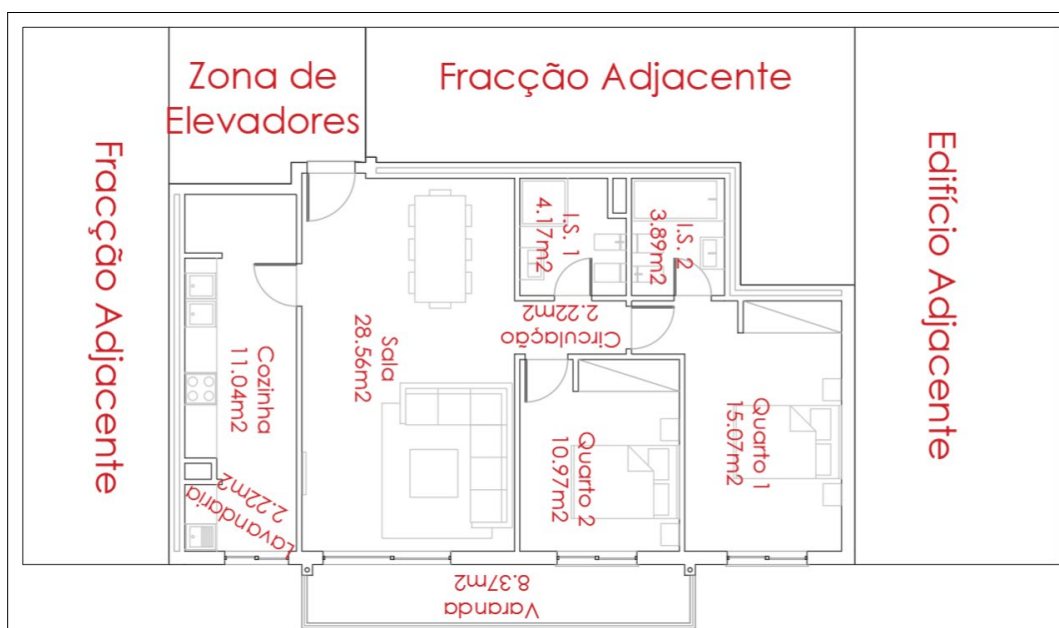 Zona de
Elevadores
Fracção Adjacente
Fracção Adjacente
Edifício Adjacente
I.S. 1
4.17m2
I.S. 2
3.89m2
Circulação
2.22m2
Sala
28.56m2
Cozinha
11.04m2
Quarto 1
15.07m2
Quarto 2
10.97m2
Lavandaria
2.22m2
Varanda
8.37m2